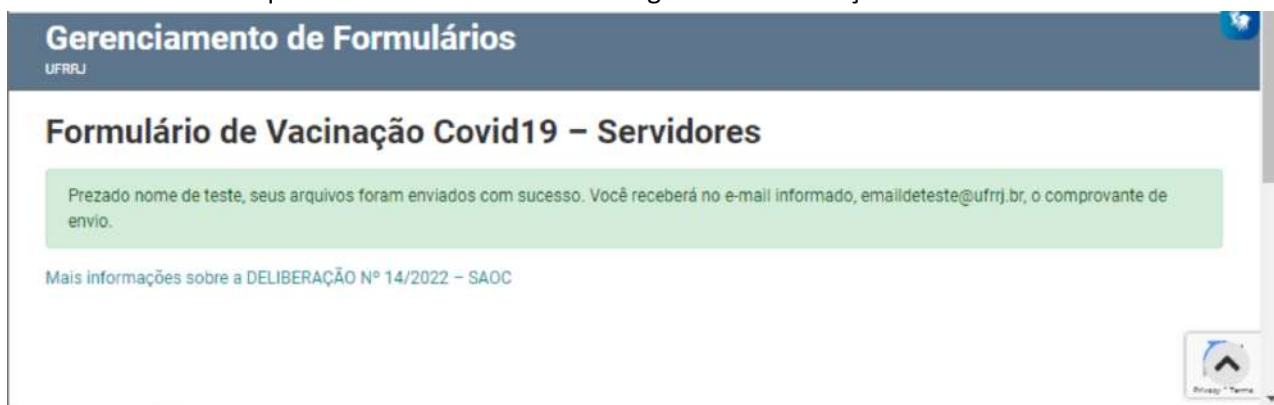 Gerenciamento de Formulários
UFRRJ
Formulário de Vacinação Covid19 – Servidores
Prezado nome de teste, seus arquivos foram enviados com sucesso. Você receberá no e-mail informado, emaildeteste@ufrrj.br, o comprovante de
envio.
Mais informações sobre a DELIBERAÇÃO Nº 14/2022 – SAOC
Privacy - Terms